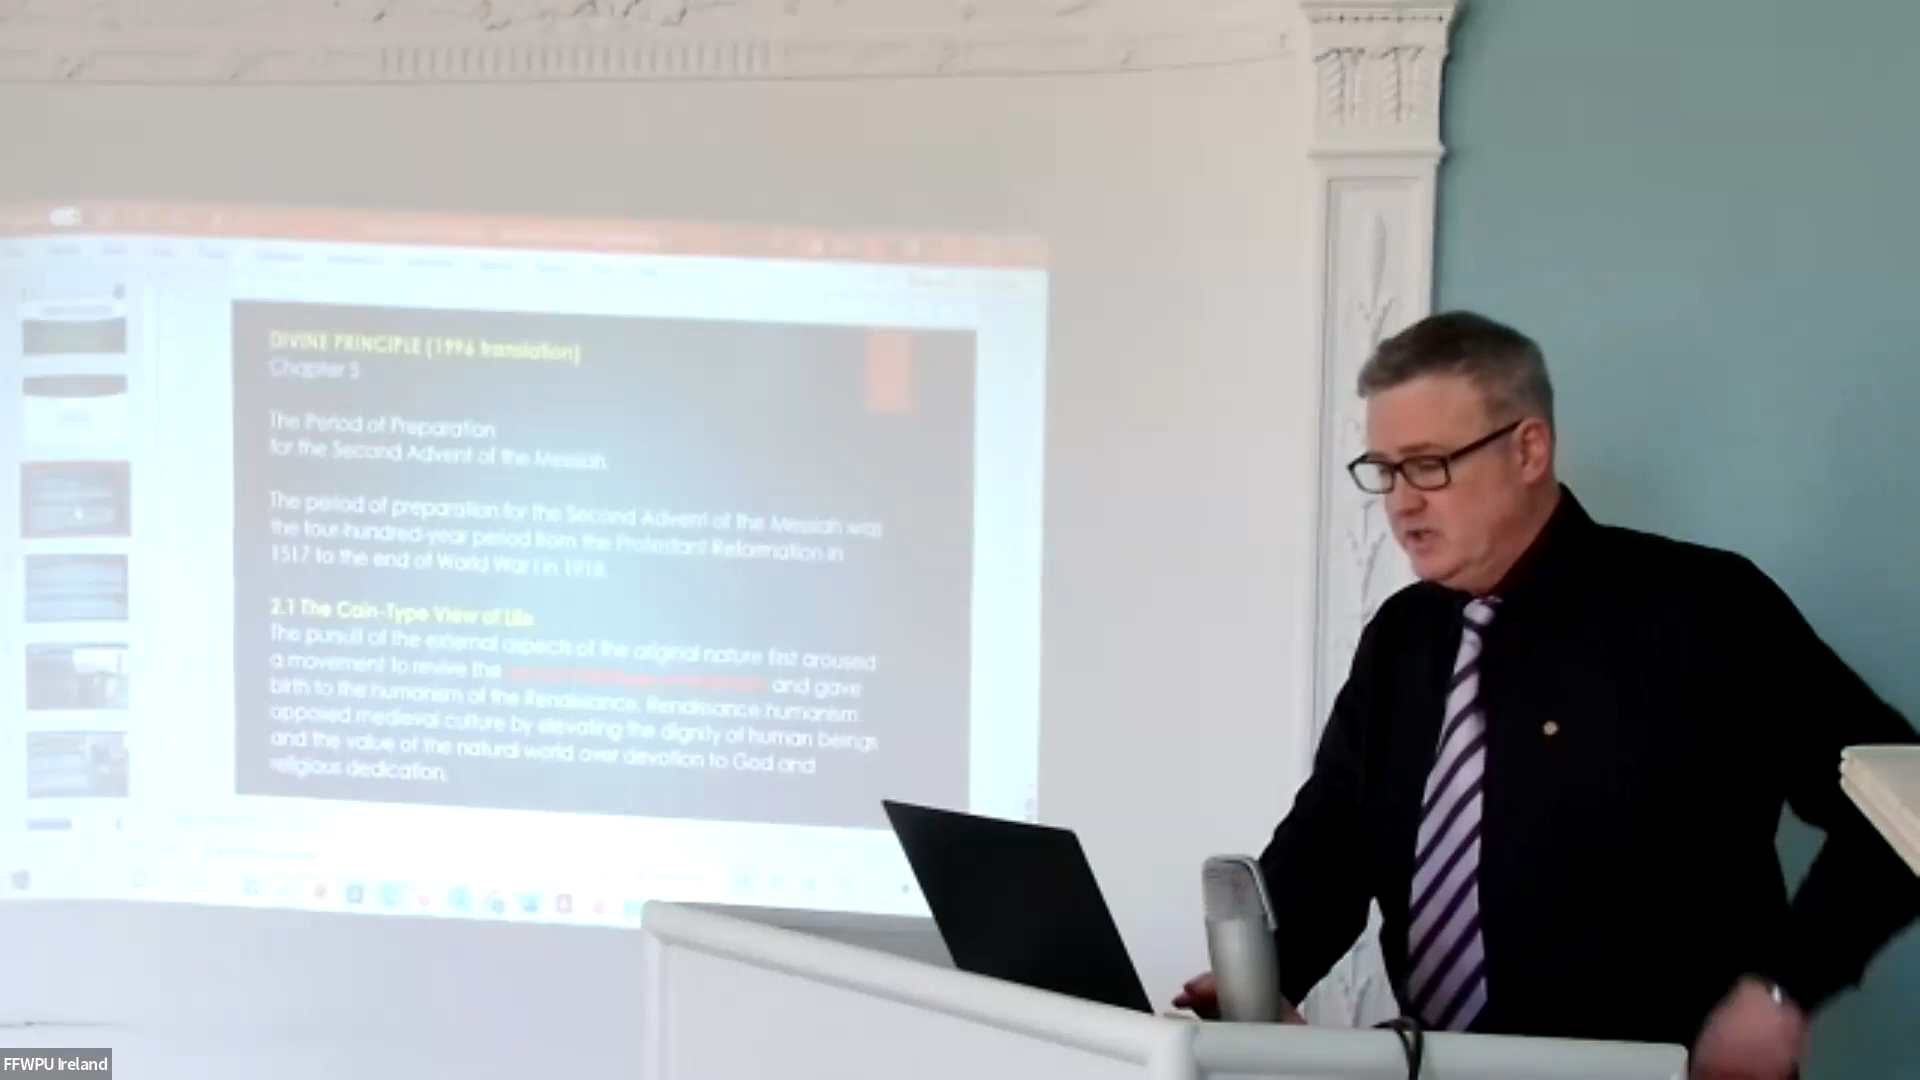 DIVINE PRINCIPLE (1996 translation)
Chapter 5
The Period of Preparation
for the Second Advent of the Messiah
The period of preparation for the Second Advent of the Messiah was
the four-hundred-year period from the Protestant Reformation in
1517 to the end of World War I in 1918.
2.1 The Cain-Type View of Life
The pursuit of the external aspects of the original nature first aroused
a movement to revive the and gave
birth to the humanism of the Renaissance. Renaissance humanism
opposed medieval culture by elevating the dignity of human beings
and the value of the natural world over devotion to God and
religious dedication.
FFWPU Ireland